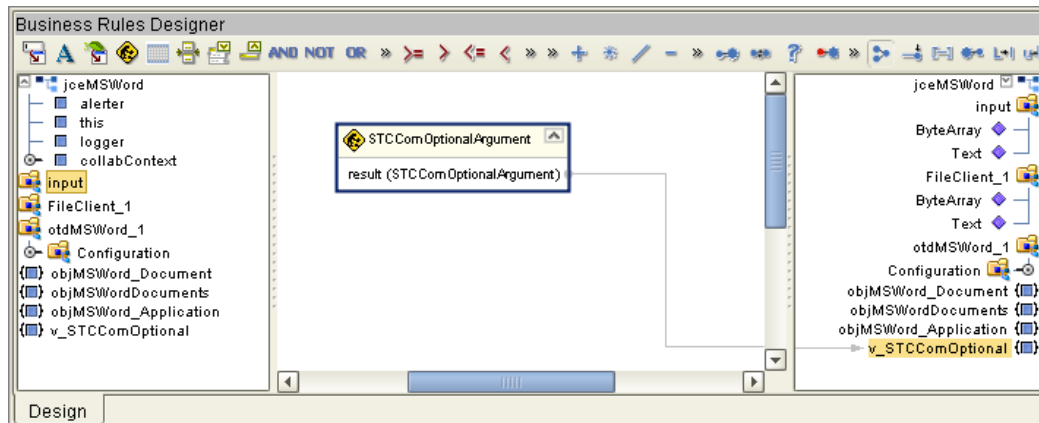 Business Rules Designer
A AND NOT OR » >= > <= < » » + * / - » ? »
jceMSWord
alerter
this
logger
collabContext
input
FileClient_1
otdMSWord_1
Configuration
{ } objMSWord_Document
{ } objMSWordDocuments
{ } objMSWord_Application
{ } v_STCComOptional
STCComOptionalArgument
result (STCComOptionalArgument)
jceMSWord
input
ByteArray
Text
FileClient_1
ByteArray
Text
otdMSWord_1
Configuration
objMSWord_Document { }
objMSWordDocuments { }
objMSWord_Application { }
v_STCComOptional { }
Design